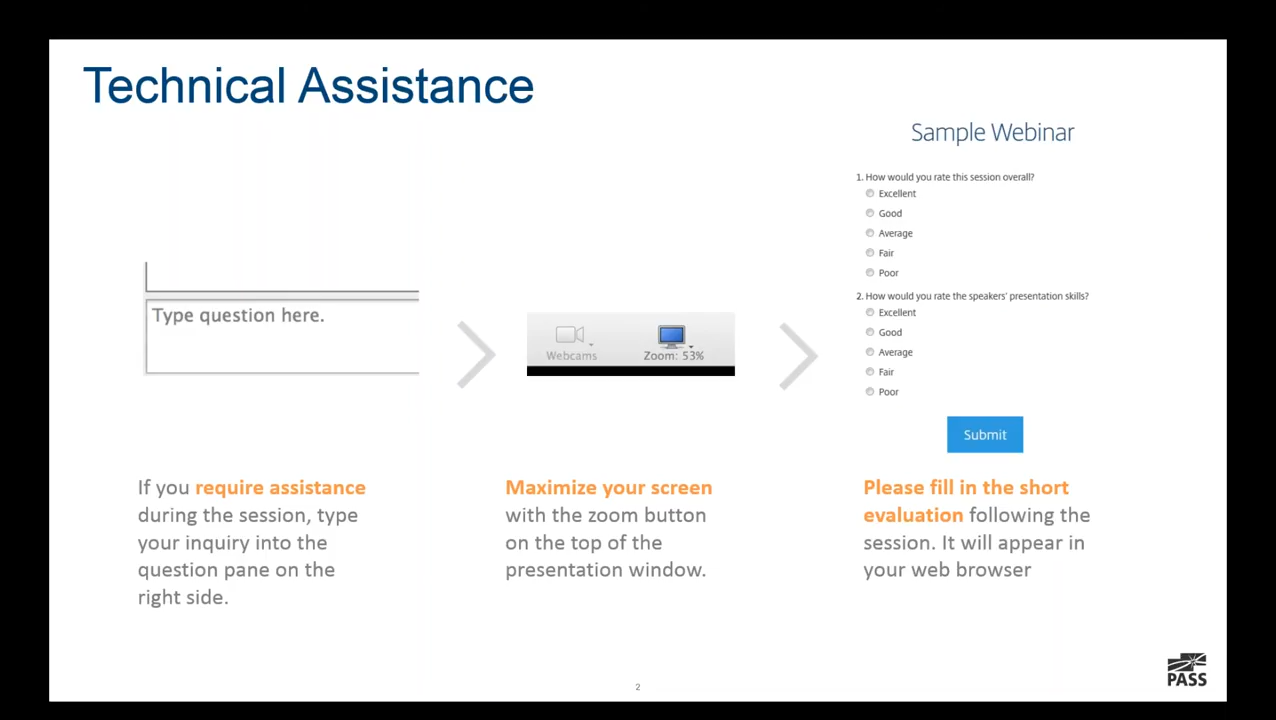 Technical Assistance
Type question here.
If you require assistance
during the session, type
your inquiry into the
question pane on the
right side.
Webcams
Zoom: 53%
Maximize your screen
with the zoom button
on the top of the
presentation window.
Sample Webinar
1. How would you rate this session overall?
Excellent
Good
Average
Fair
Poor
2. How would you rate the speakers' presentation skills?
Excellent
Good
Average
Fair
Poor
Submit
Please fill in the short
evaluation following the
session. It will appear in
your web browser
2
PASS